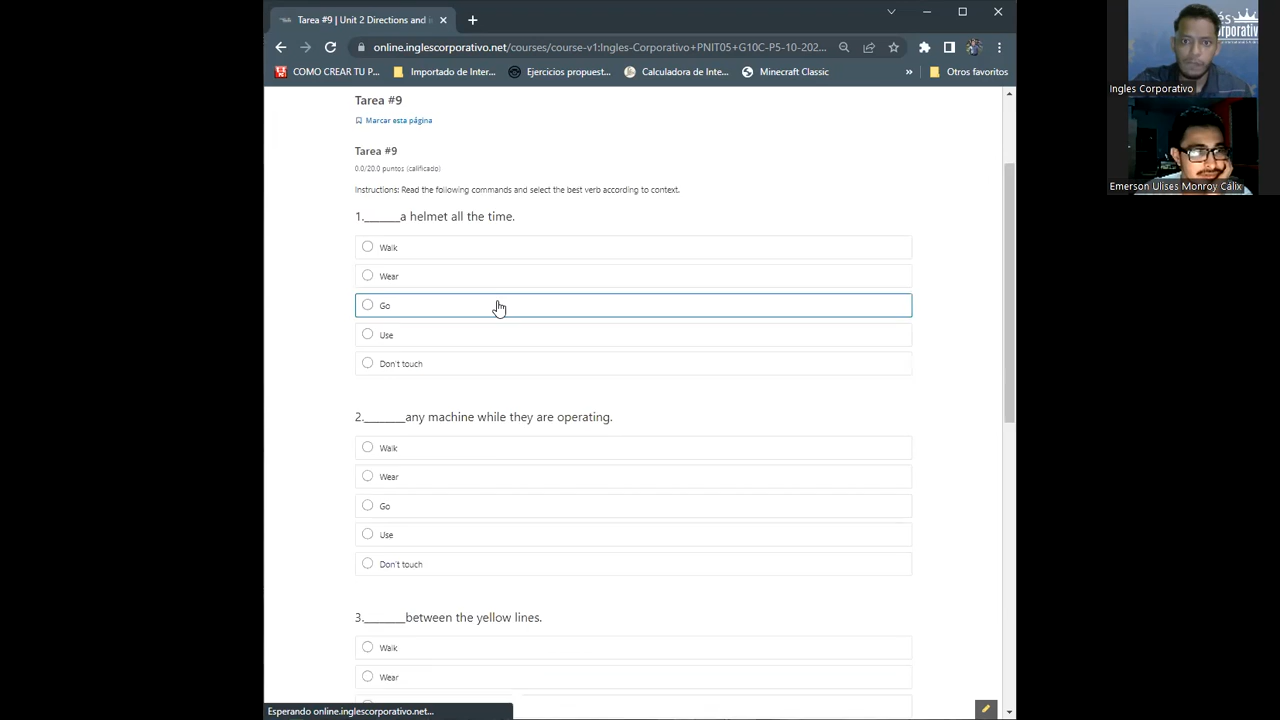 Tarea #9 | Unit 2 Directions and i
online.inglescorporativo.net/courses/course-v1:Ingles-Corporativo+PNIT05+G10C-P5-10-202...
COMO CREAR TU P...
Importado de Inter...
Ejercicios propuest...
Calculadora de Inte...
Minecraft Classic
»
Otros favoritos
Tarea #9
Marcar esta página
Tarea #9
0.0/20.0 puntos (calificado)
Instructions: Read the following commands and select the best verb according to context.
1.______a helmet all the time.
Walk
Wear
Go
Use
Don't touch
2._______any machine while they are operating.
Walk
Wear
Go
Use
Don't touch
3._______between the yellow lines.
Walk
Wear
Esperando online.inglescorporativo.net...
Ingles Corporativo
Emerson Ulises Monroy Cálix